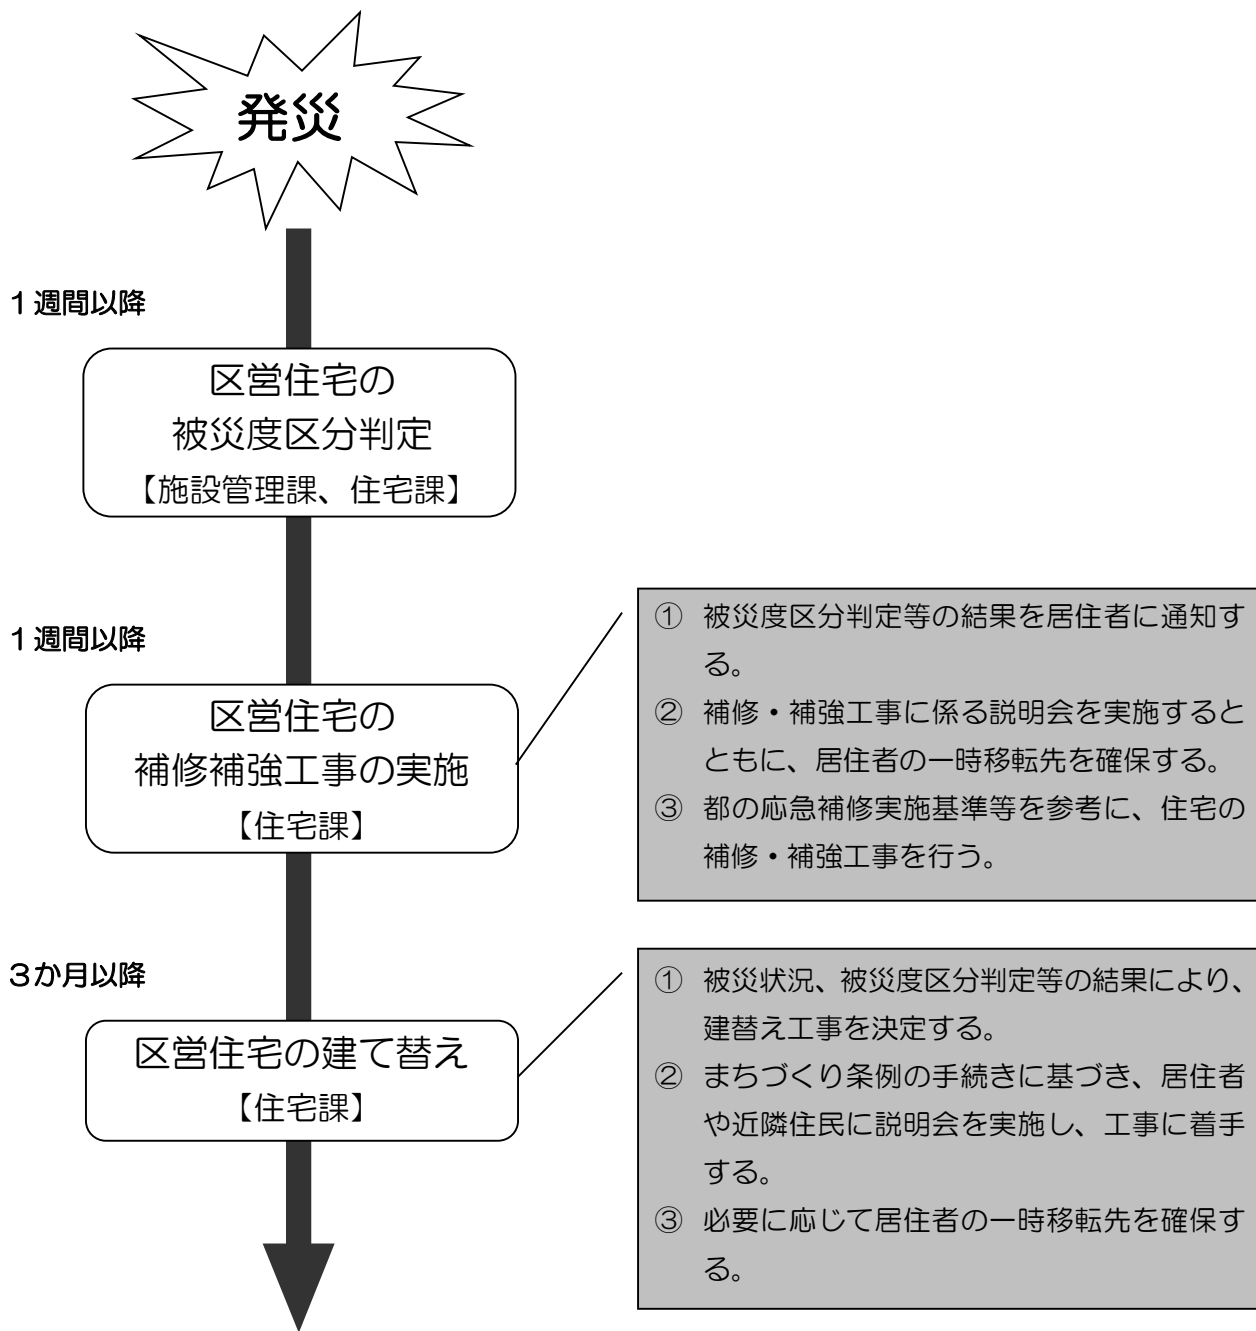 発災
１週間以降
区営住宅の
被災度区分判定
【施設管理課、住宅課】
１週間以降
区営住宅の
補修補強工事の実施
【住宅課】
① 被災度区分判定等の結果を居住者に通知す
る。
② 補修・補強工事に係る説明会を実施すると
ともに、居住者の一時移転先を確保する。
③ 都の応急補修実施基準等を参考に、住宅の
補修・補強工事を行う。
３か月以降
区営住宅の建て替え
【住宅課】
① 被災状況、被災度区分判定等の結果により、
建替え工事を決定する。
② まちづくり条例の手続きに基づき、居住者
や近隣住民に説明会を実施し、工事に着手
する。
③ 必要に応じて居住者の一時移転先を確保す
る。